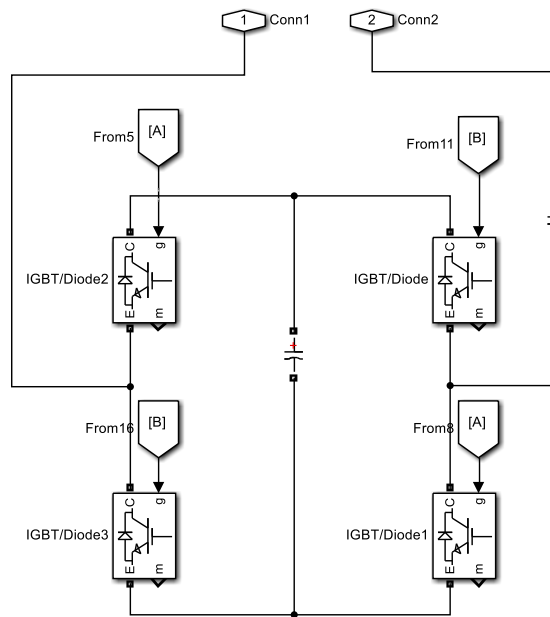 1 Conn1
2 Conn2
From5 [A]
From11 [B]
IGBT/Diode2
C
g
E
m
IGBT/Diode
C
g
E
m
+
From16 [B]
From8 [A]
IGBT/Diode3
C
g
E
m
IGBT/Diode1
C
g
E
m